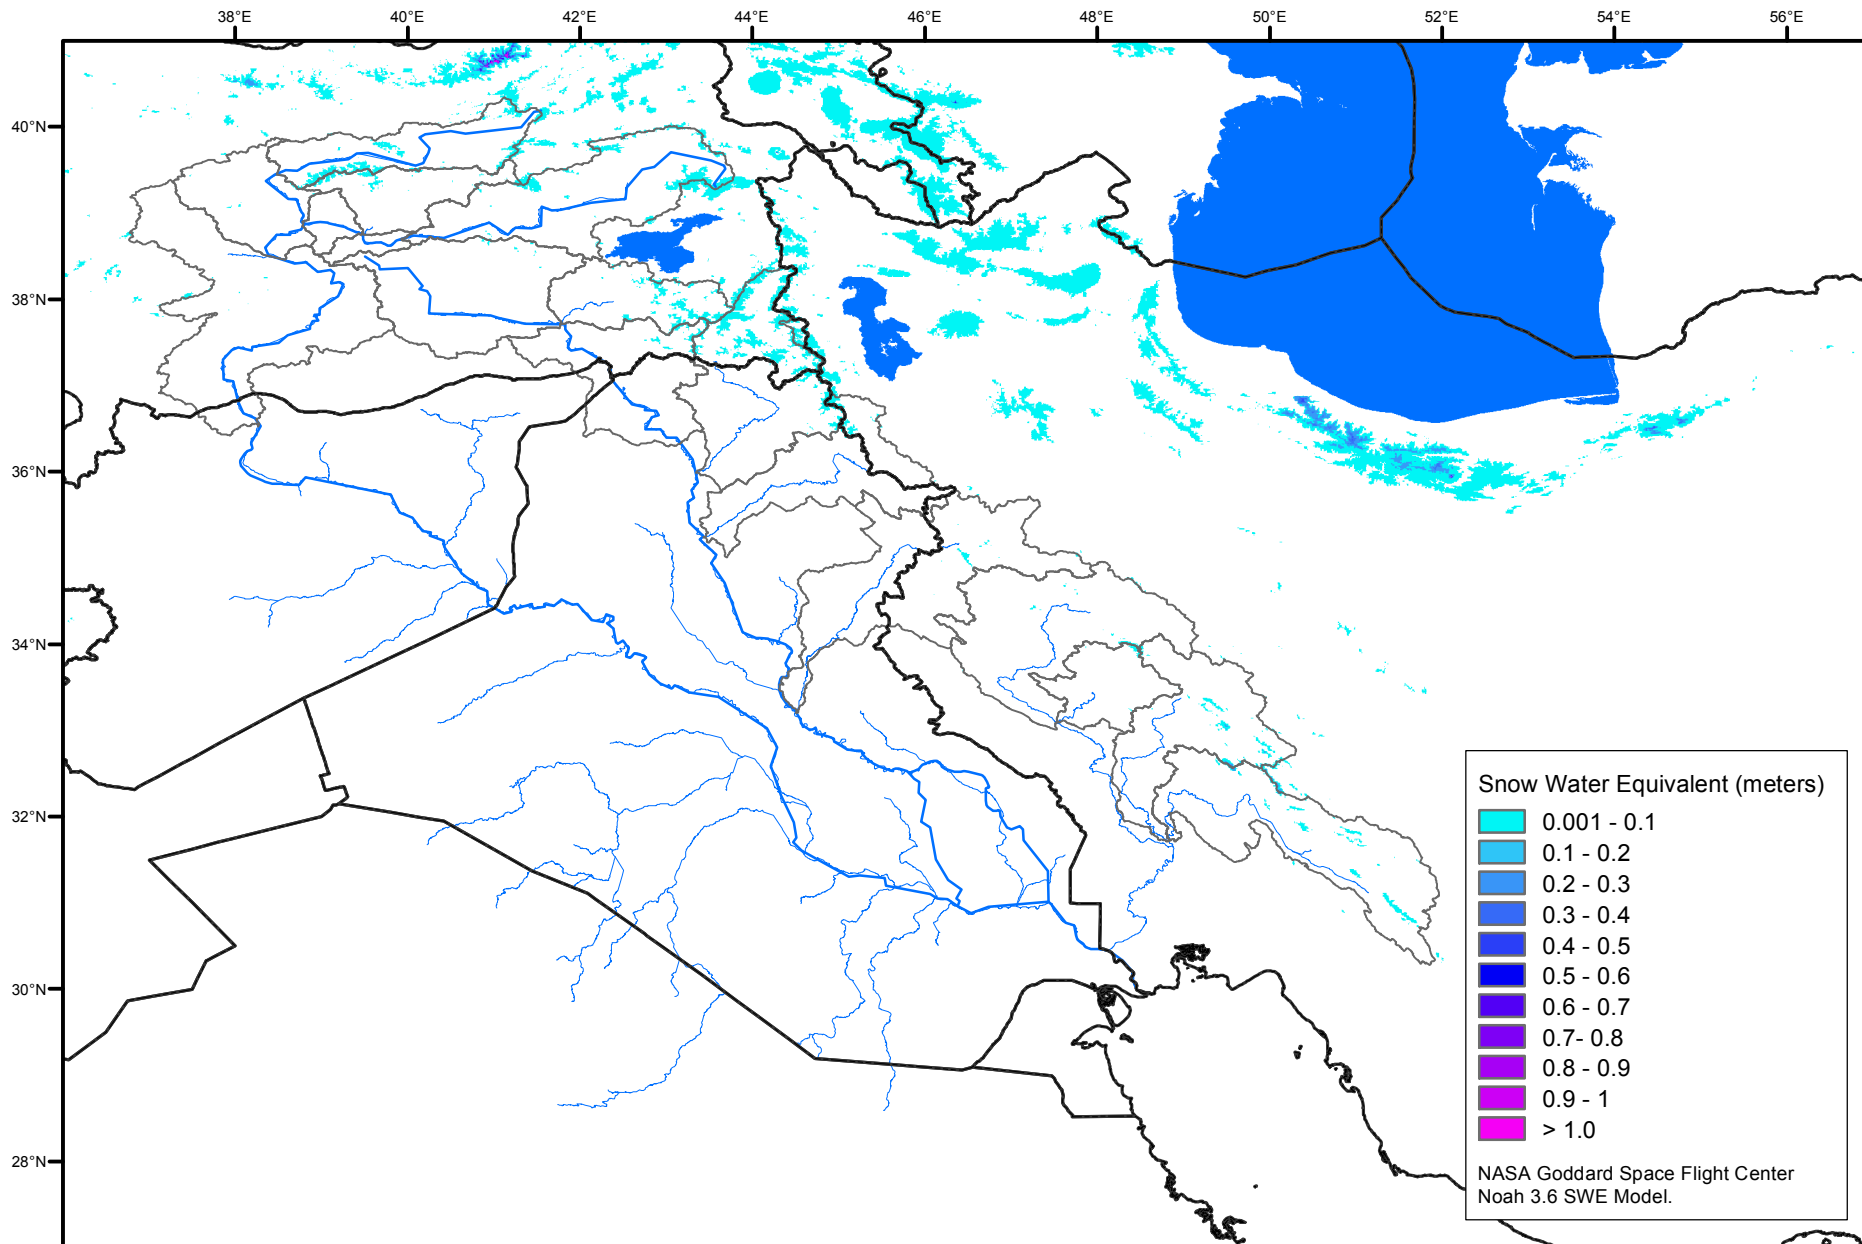 38°E 40°E 42°E 44°E 46°E 48°E 50°E 52°E 54°E 56°E
40°N
38°N
36°N
34°N
32°N
30°N
28°N
Snow Water Equivalent (meters)
0.001 - 0.1
0.1 - 0.2
0.2 - 0.3
0.3 - 0.4
0.4 - 0.5
0.5 - 0.6
0.6 - 0.7
0.7- 0.8
0.8 - 0.9
0.9 - 1
> 1.0
NASA Goddard Space Flight Center
Noah 3.6 SWE Model.